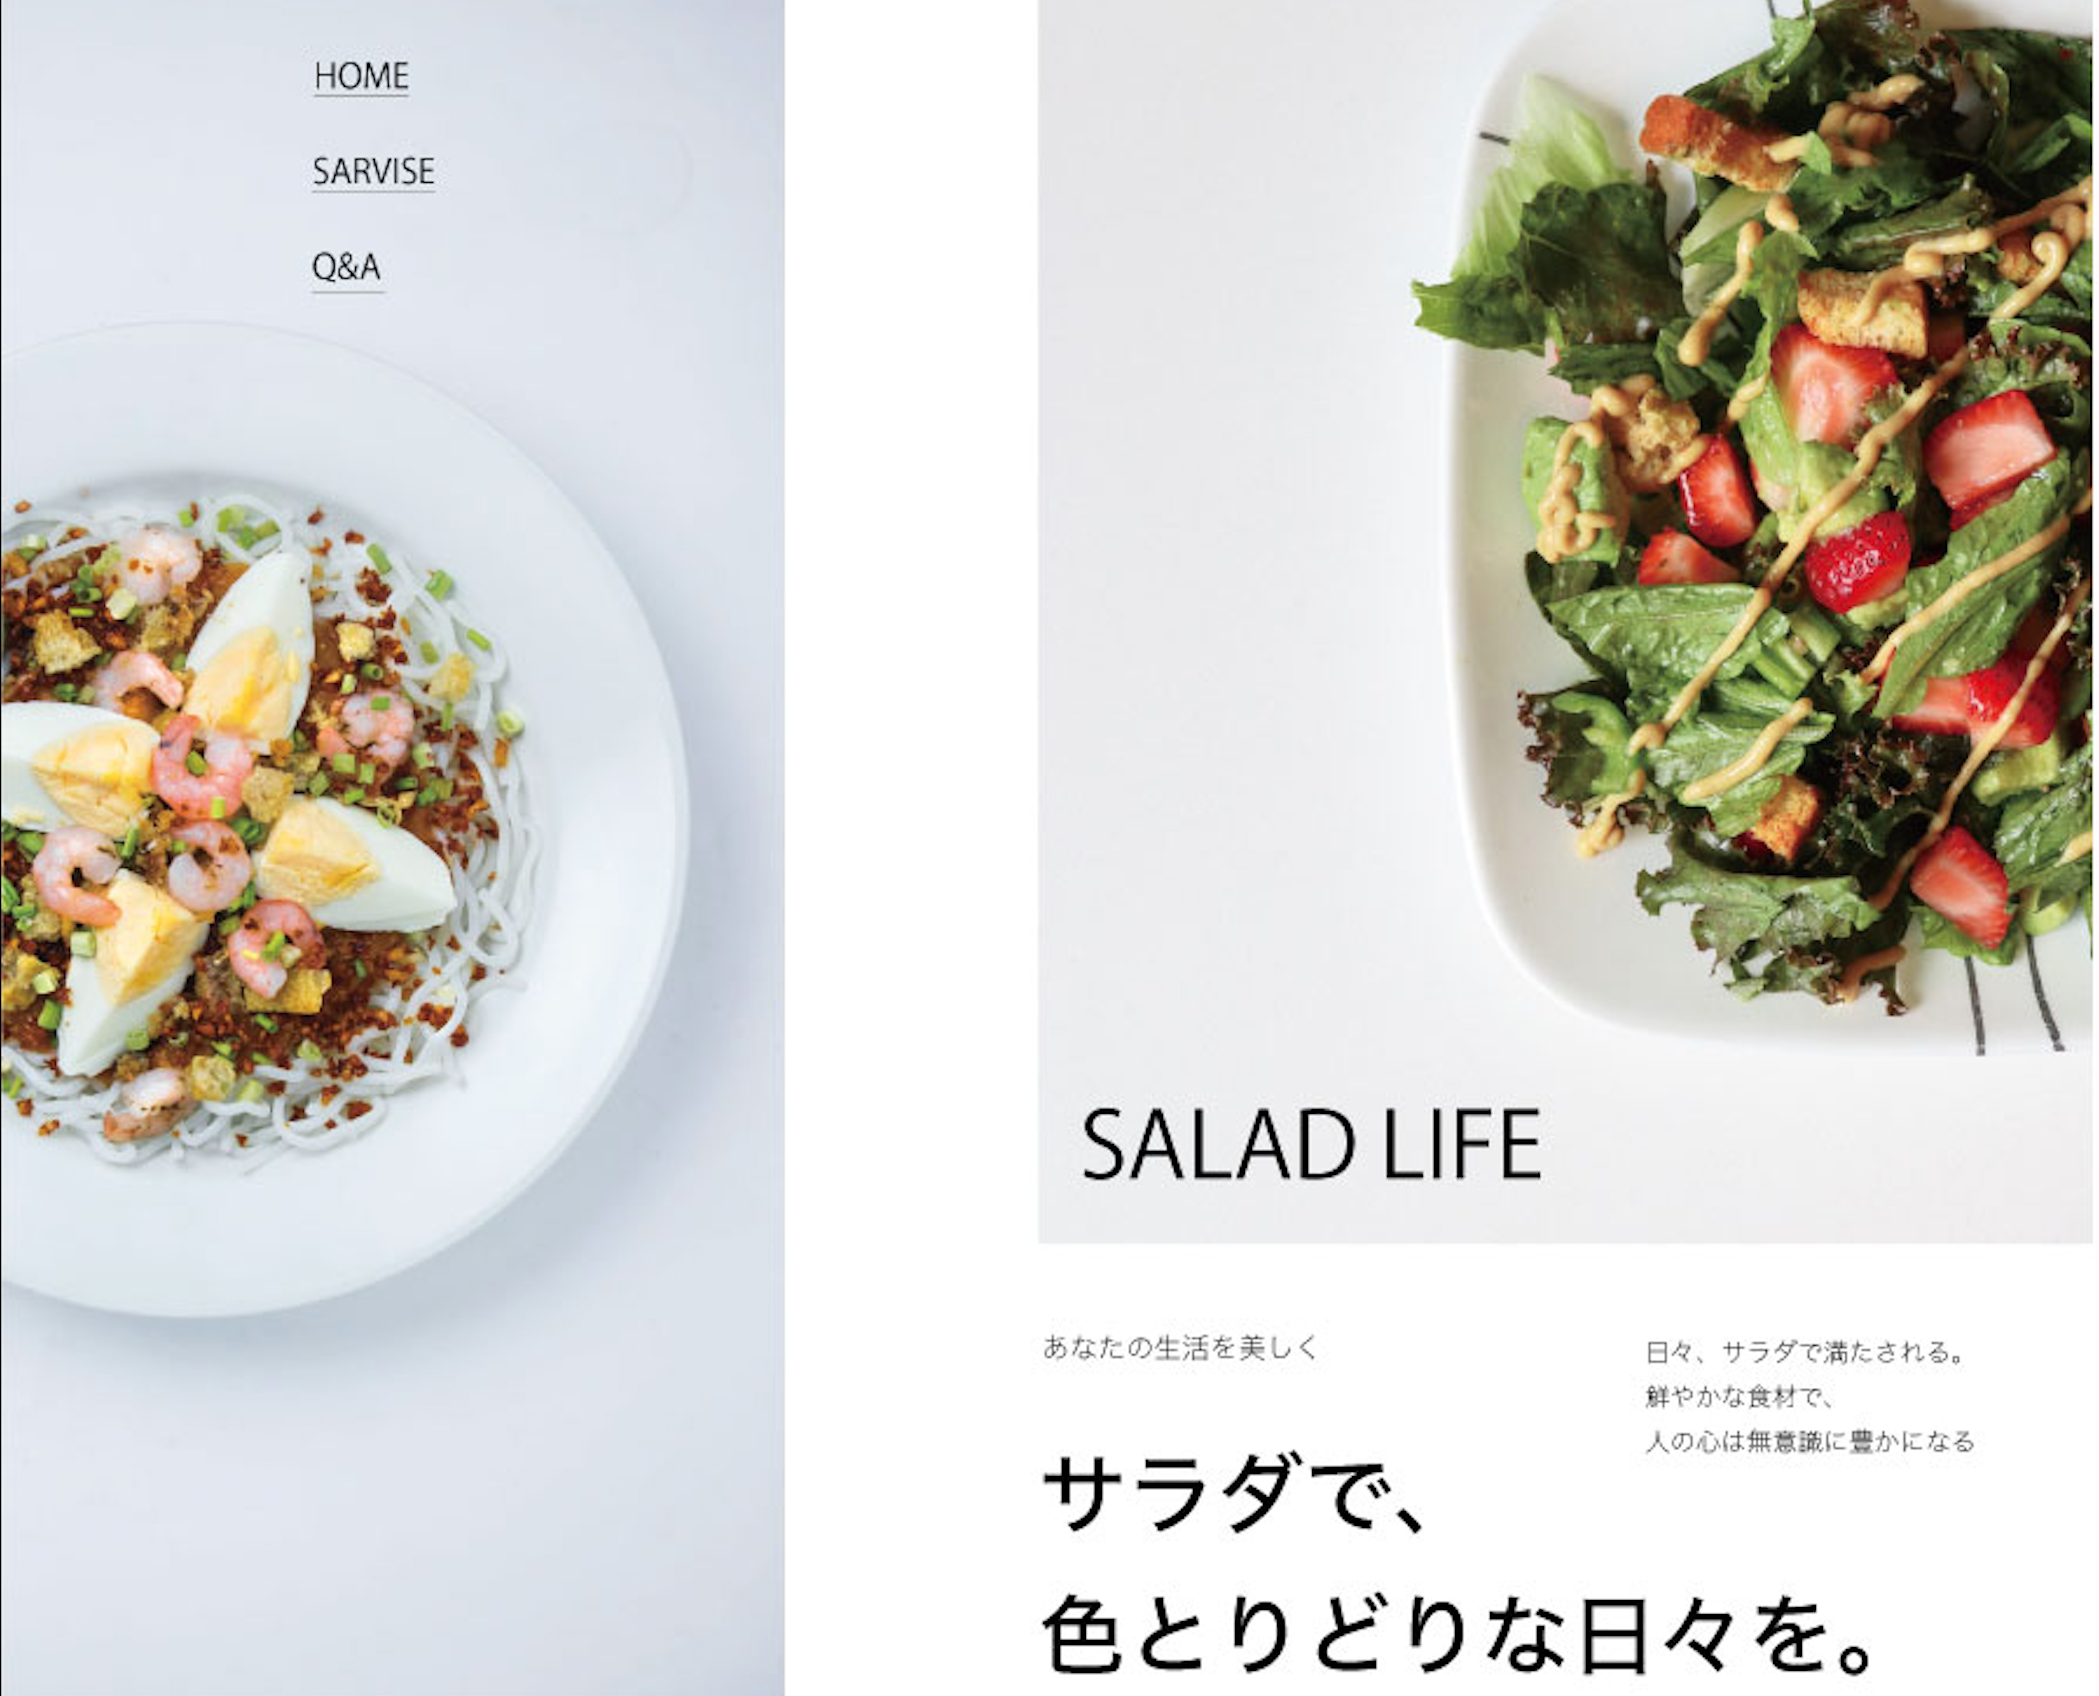 HOME
SARVISE
Q&A
SALAD LIFE
あなたの生活を美しく
サラダで、
色とりどりな日々を。
日々、サラダで満たされる。
鮮やかな食材で、
人の心は無意識に豊かになる